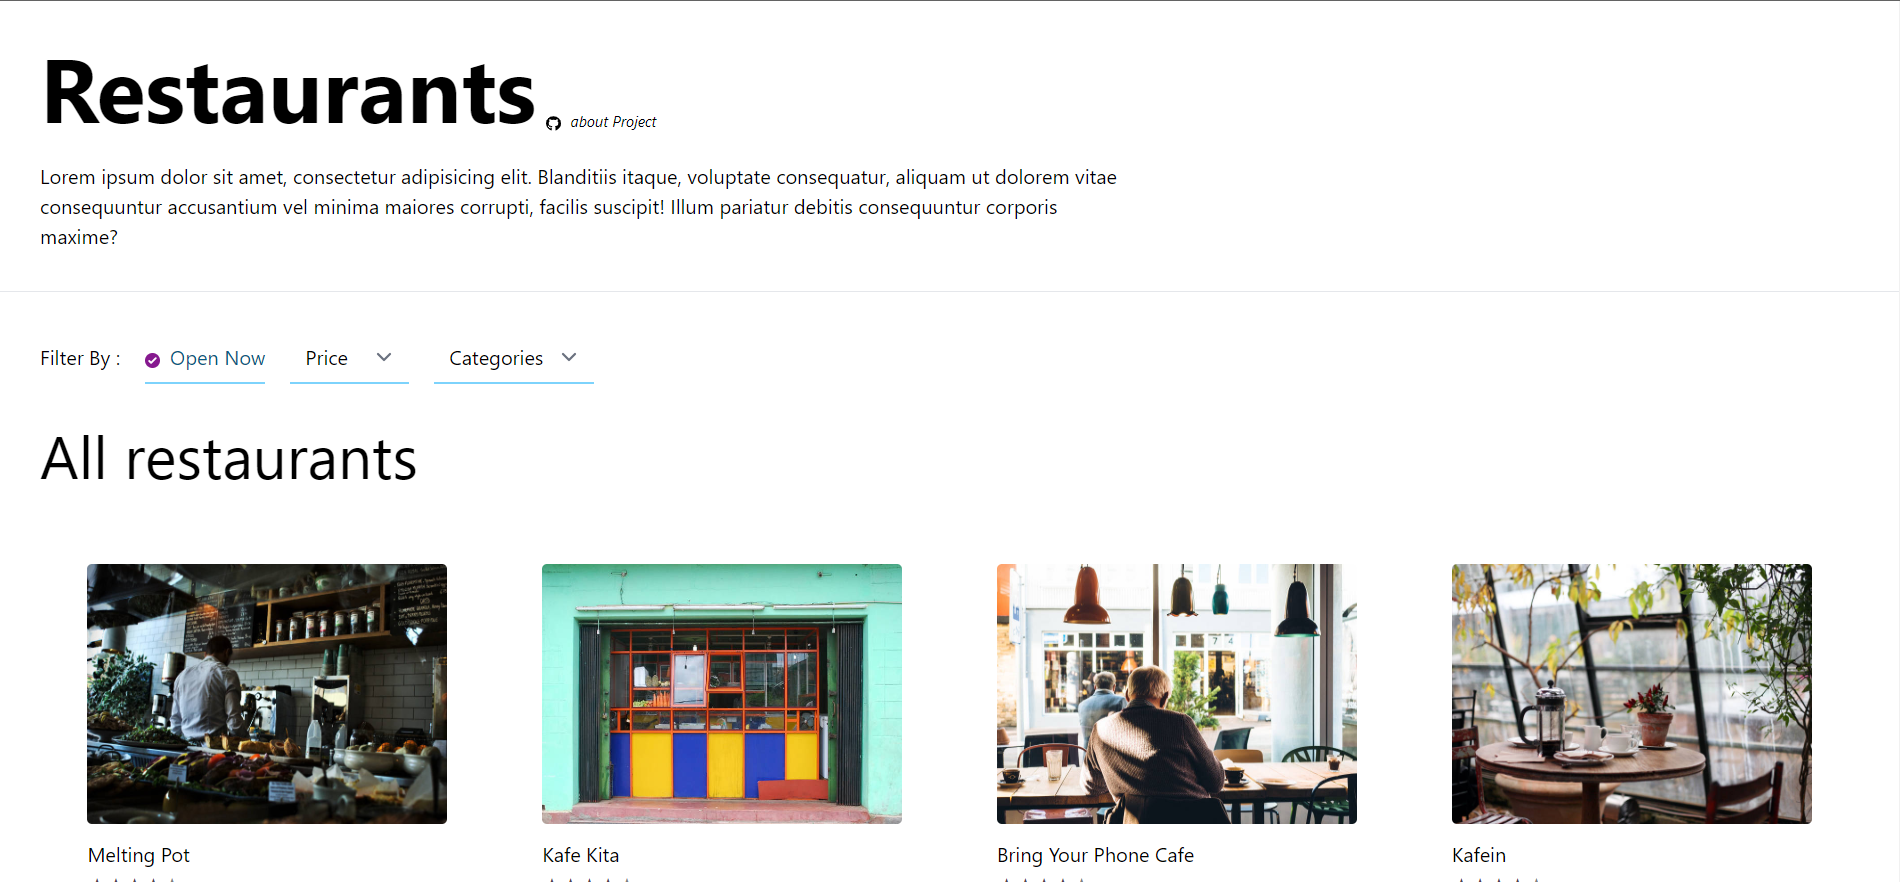 Restaurants
about Project
Lorem ipsum dolor sit amet, consectetur adipisicing elit. Blanditiis itaque, voluptate consequatur, aliquam ut dolorem vitae
consequuntur accusantium vel minima maiores corrupti, facilis suscipit! Illum pariatur debitis consequuntur corporis
maxime?
Filter By : Open Now Price Categories
All restaurants
Melting Pot
Kafe Kita
Bring Your Phone Cafe
Kafein